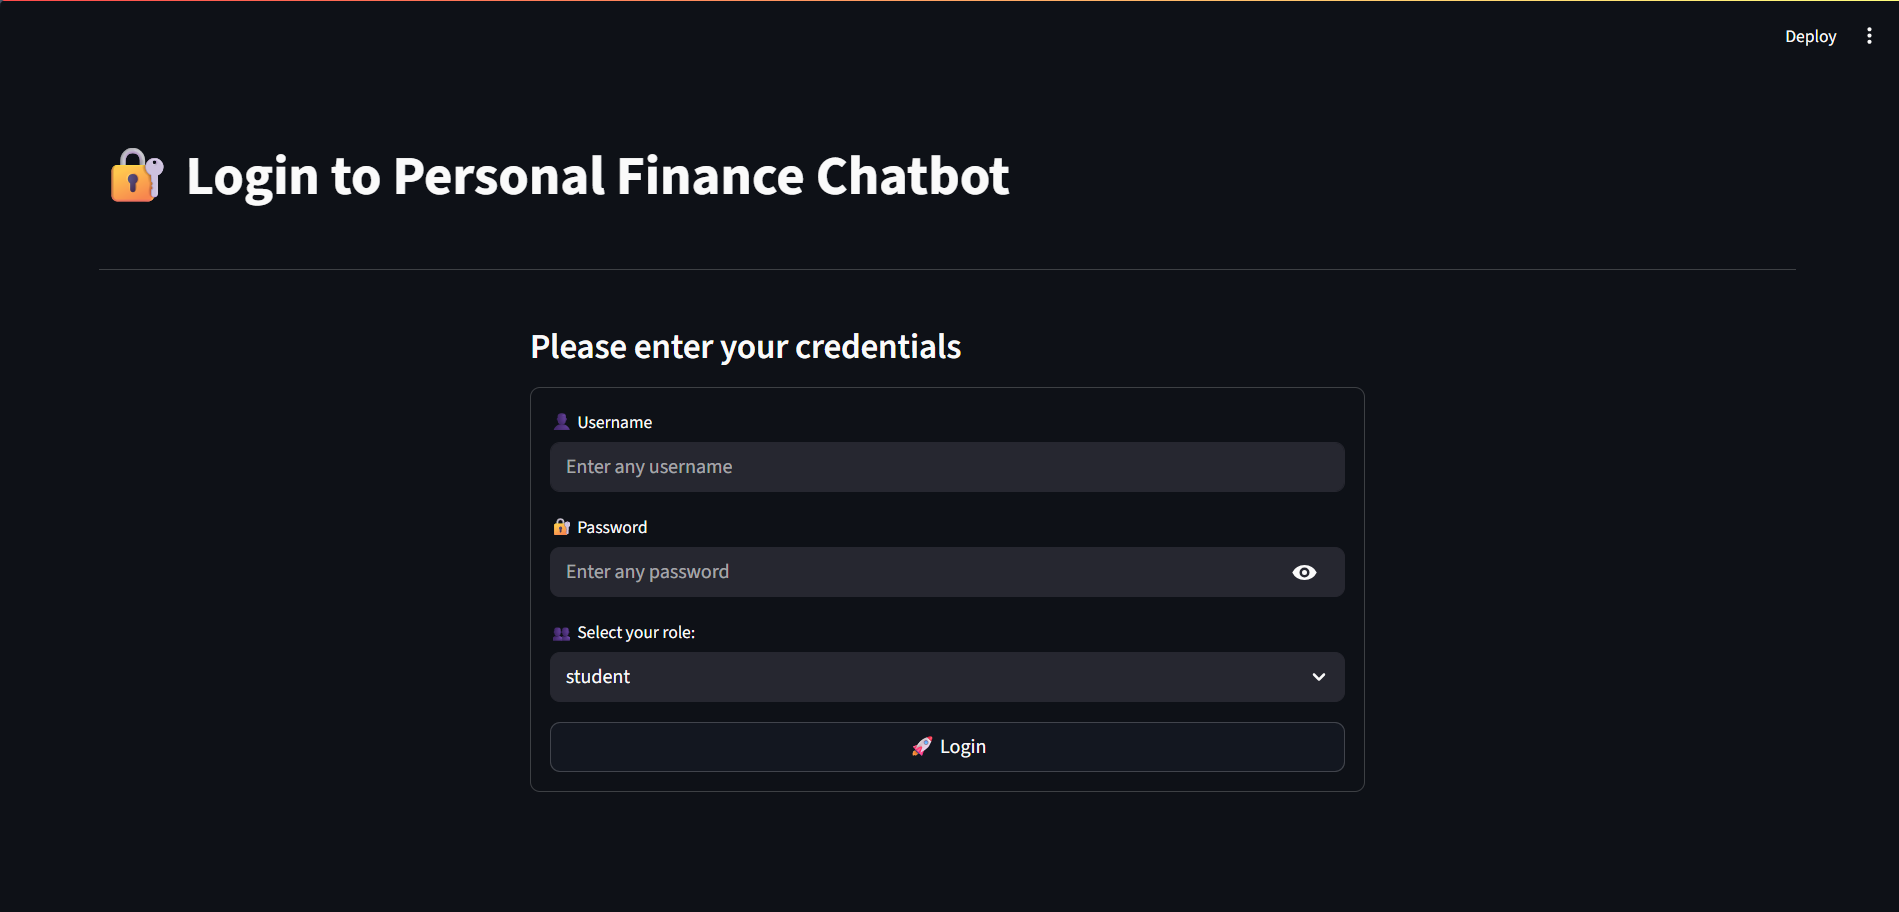 Deploy
Login to Personal Finance Chatbot
Please enter your credentials
Username
Enter any username
Password
Enter any password
Select your role:
student
Login